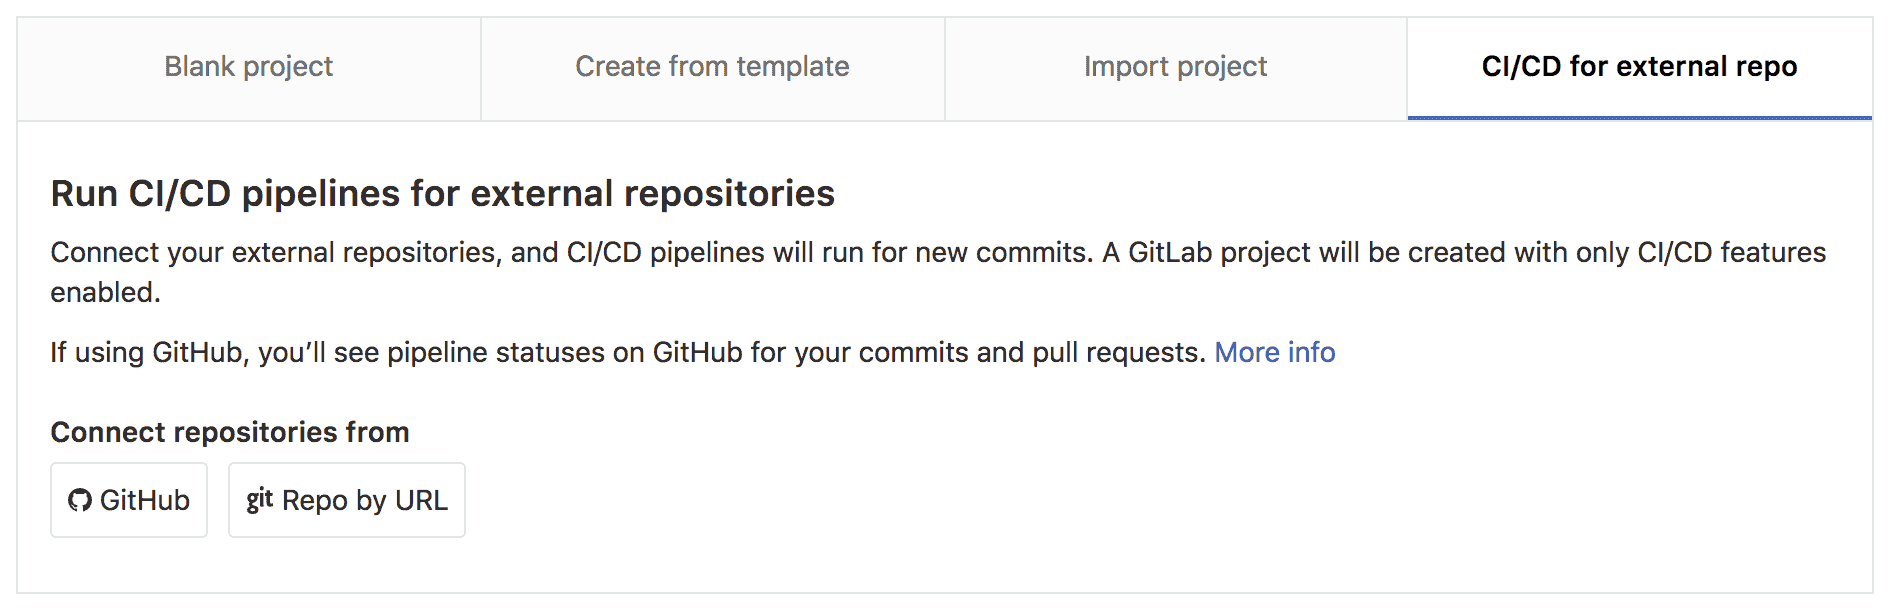 Blank project
Create from template
Import project
CI/CD for external repo
Run CI/CD pipelines for external repositories
Connect your external repositories, and CI/CD pipelines will run for new commits. A GitLab project will be created with only CI/CD features
enabled.
If using GitHub, you’ll see pipeline statuses on GitHub for your commits and pull requests. More info
Connect repositories from
GitHub
git Repo by URL